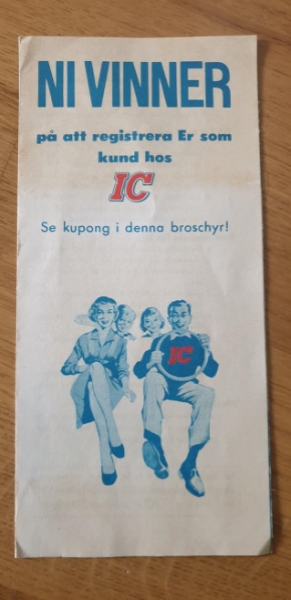 NI VINNER
på att registrera Er som
kund hos
IC
Se kupong i denna broschyr!
IC